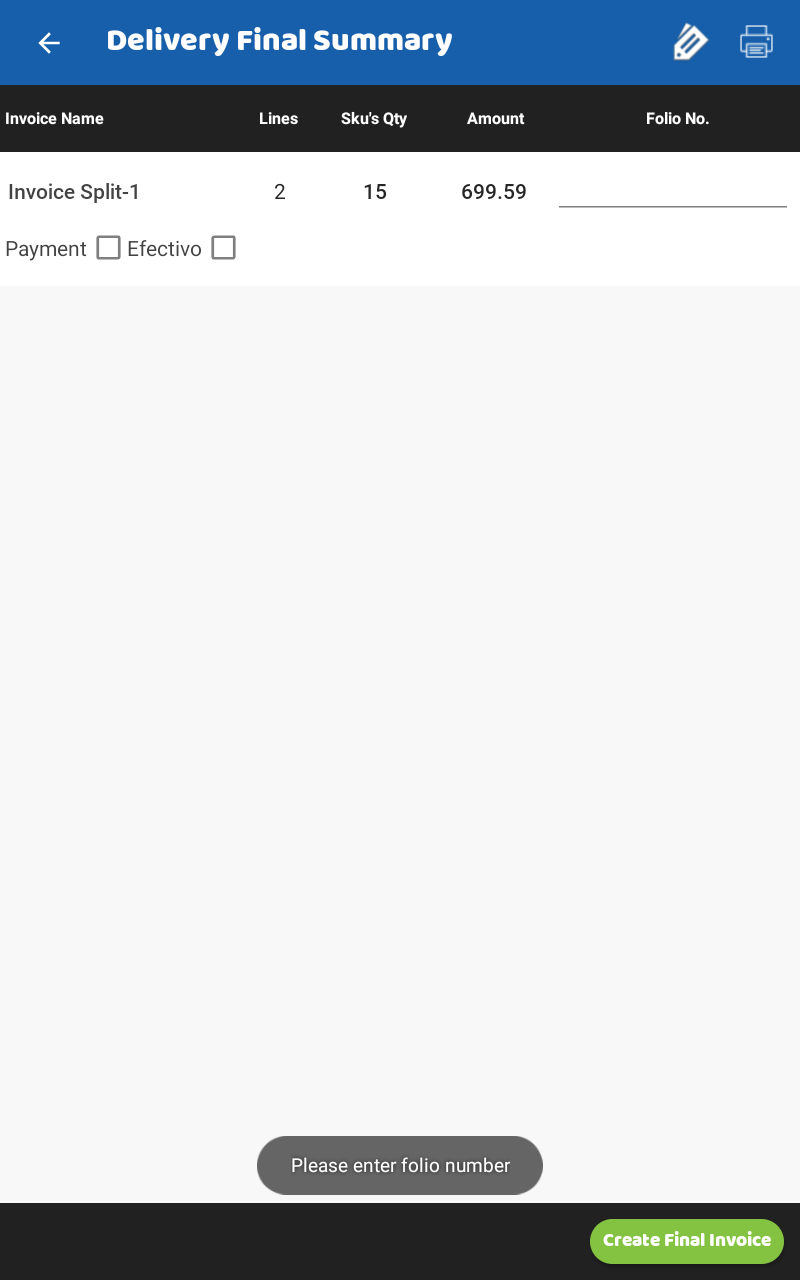 Delivery Final Summary
Invoice Name Lines Sku's Qty Amount Folio No.
Invoice Split-1 2 15 699.59
Payment Efectivo
Please enter folio number
Create Final Invoice